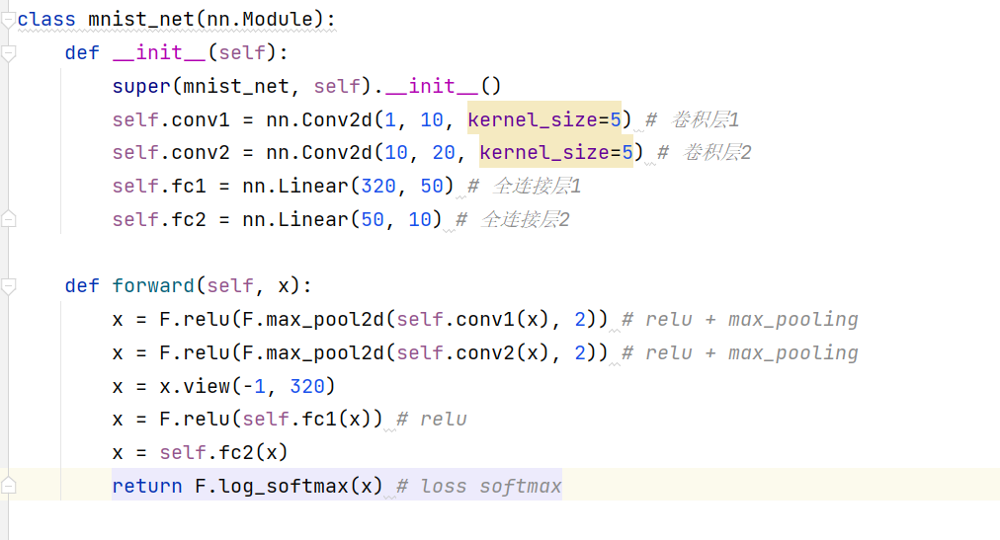 class mnist_net(nn.Module):
    def __init__(self):
        super(mnist_net, self).__init__()
        self.conv1 = nn.Conv2d(1, 10, kernel_size=5) # 卷积层1
        self.conv2 = nn.Conv2d(10, 20, kernel_size=5) # 卷积层2
        self.fc1 = nn.Linear(320, 50) # 全连接层1
        self.fc2 = nn.Linear(50, 10) # 全连接层2
    def forward(self, x):
        x = F.relu(F.max_pool2d(self.conv1(x), 2)) # relu + max_pooling
        x = F.relu(F.max_pool2d(self.conv2(x), 2)) # relu + max_pooling
        x = x.view(-1, 320)
        x = F.relu(self.fc1(x)) # relu
        x = self.fc2(x)
        return F.log_softmax(x) # loss softmax